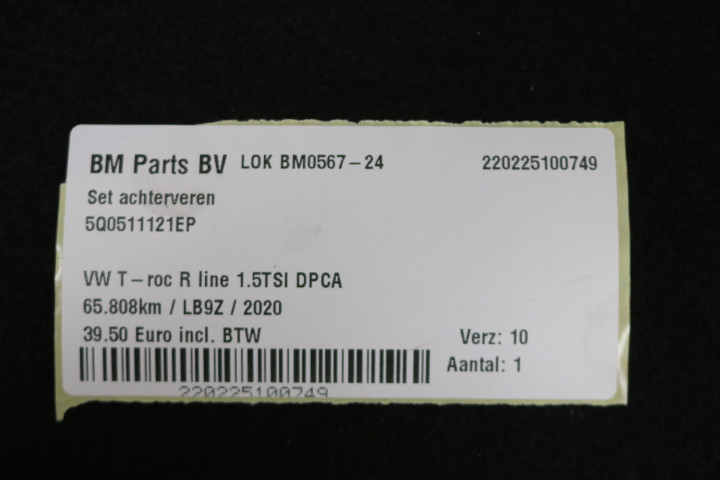 BM Parts BV LOK BM0567-24 220225100749
Set achterveren
5Q0511121EP
VW T-roc R line 1.5TSI DPCA
65.808km / LB9Z / 2020
39.50 Euro incl. BTW Verz: 10
Aantal: 1
220225100749